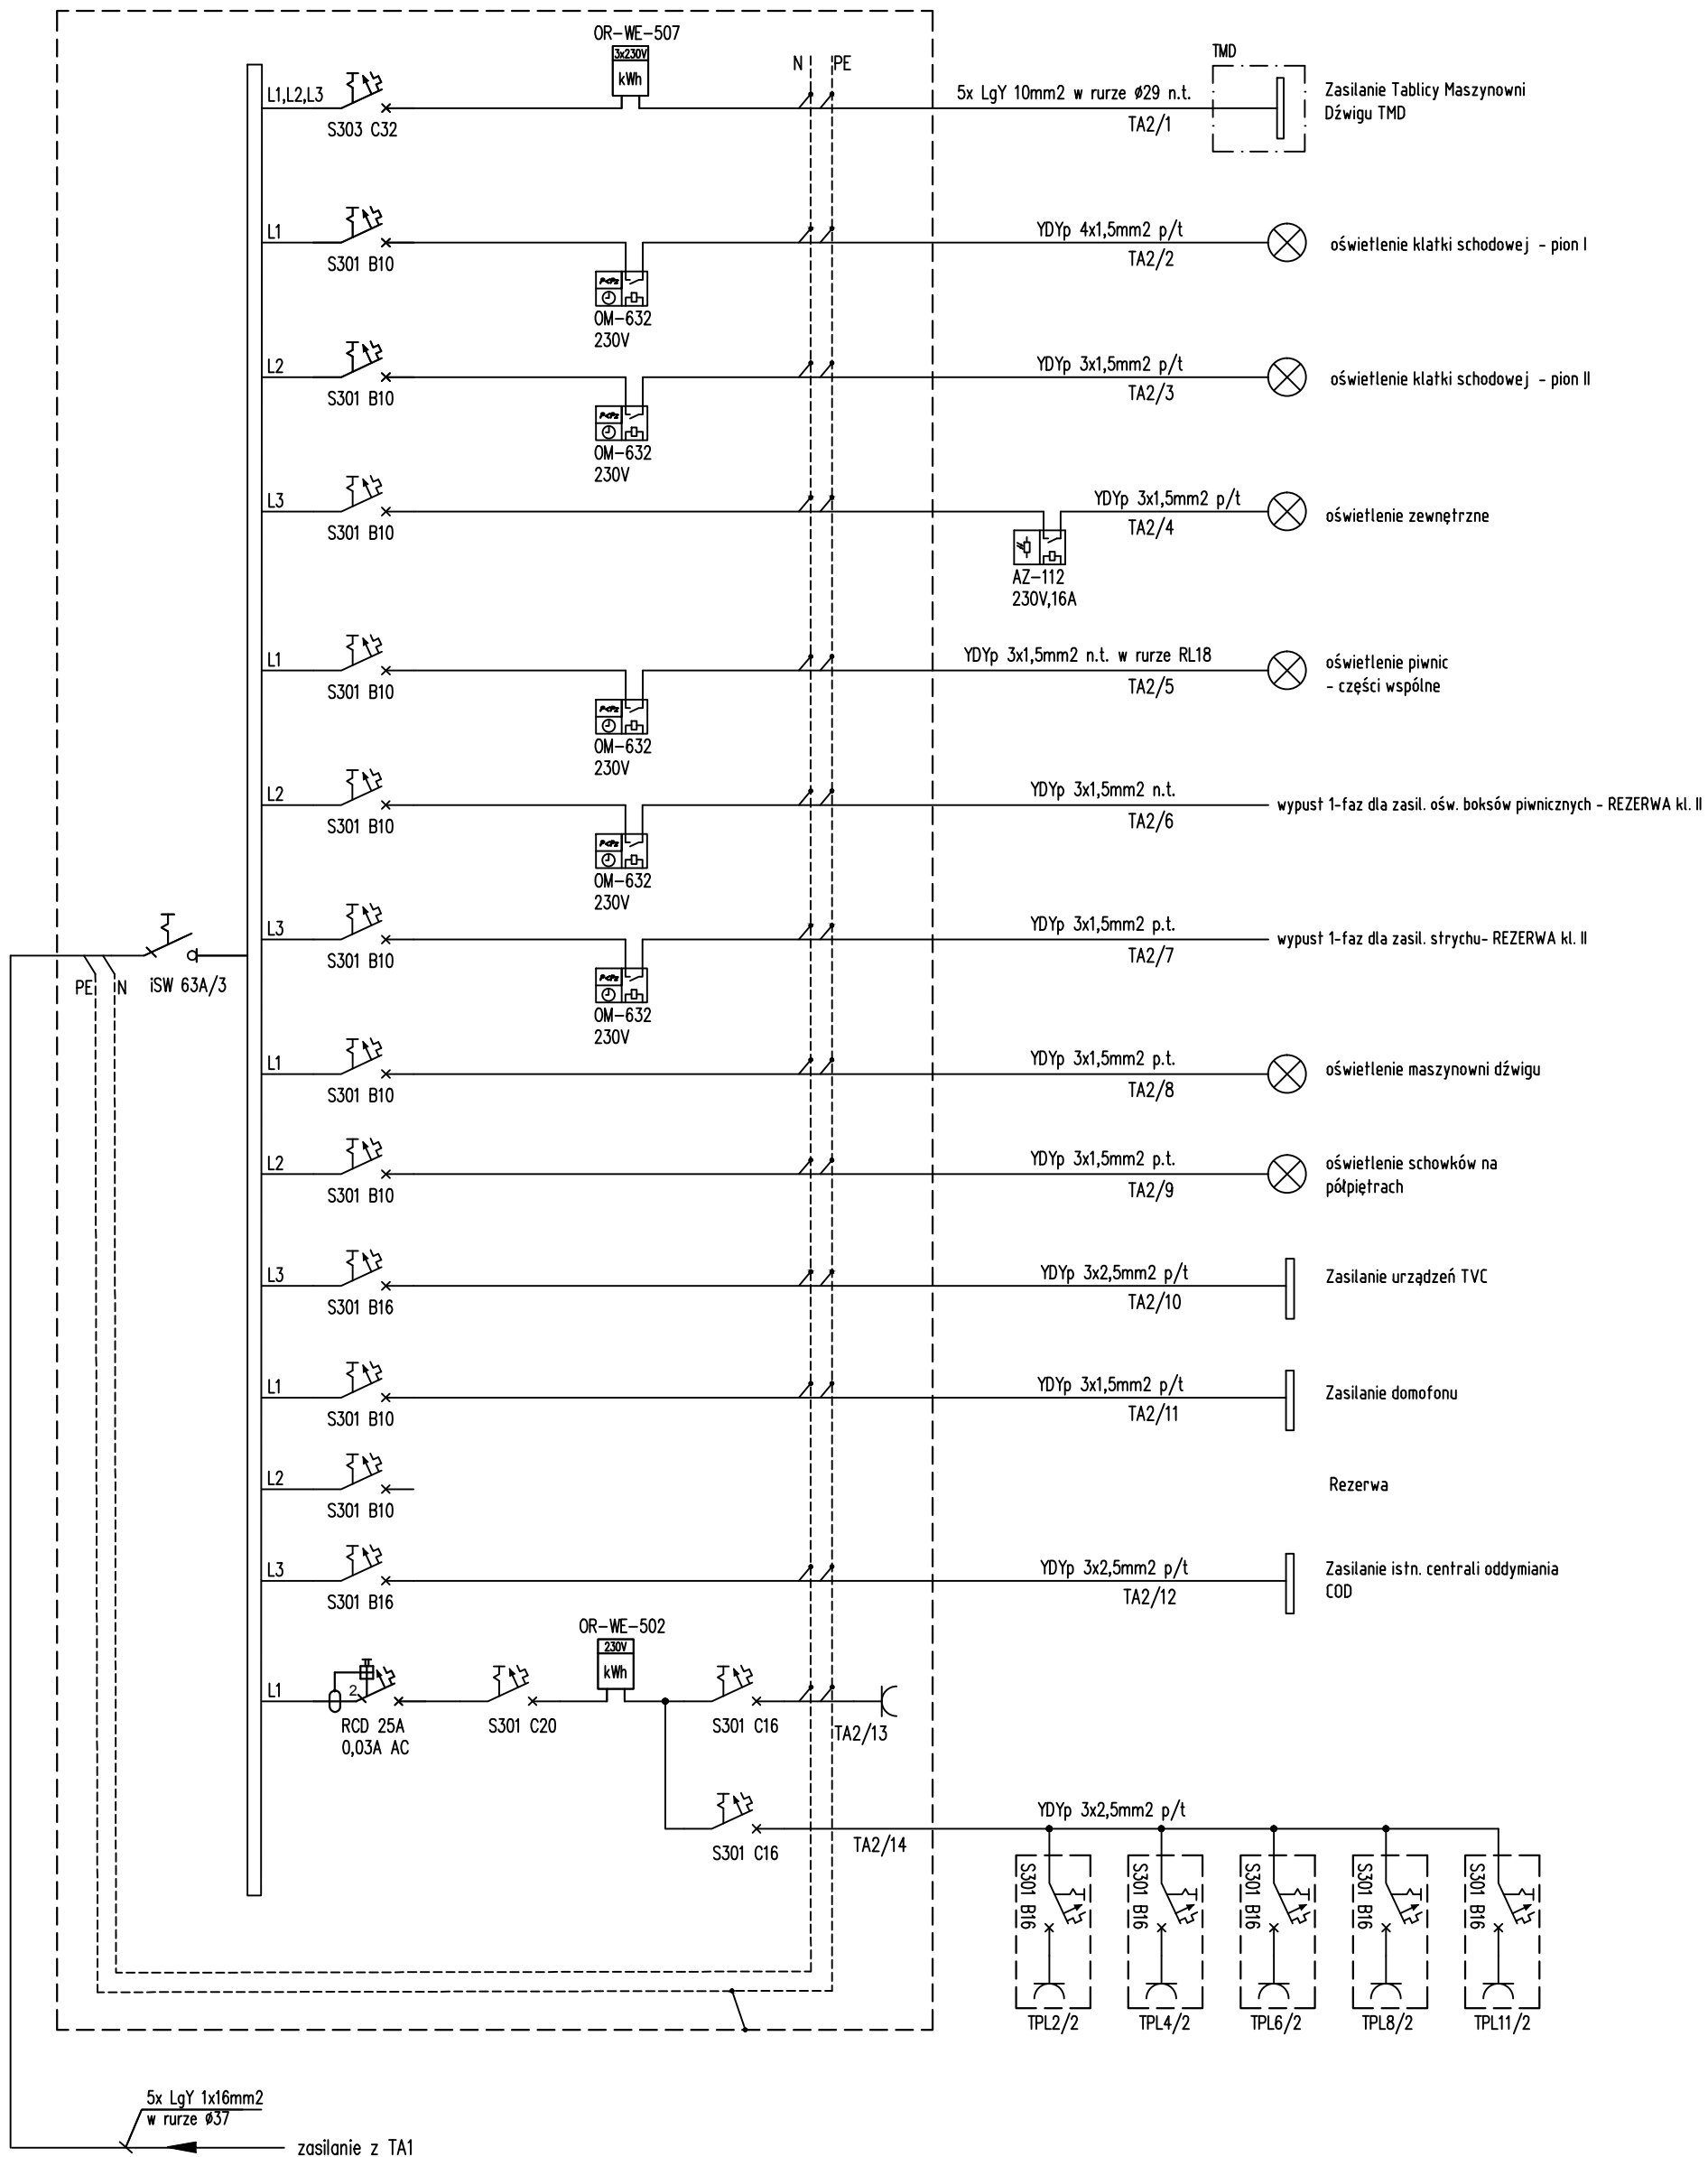 OR-WE-507
3x230V
kWh
N
PE
L1,L2,L3
S303 C32
5x LgY 10mm2 w rurze ø29 n.t.
TA2/1
TMD
Zasilanie Tablicy Maszynowni
Dźwigu TMD
L1
S301 B10
P<Pz
OM-632
230V
YDYp 4x1,5mm2 p/t
TA2/2
oświetlenie klatki schodowej - pion I
L2
S301 B10
P<Pz
OM-632
230V
YDYp 3x1,5mm2 p/t
TA2/3
oświetlenie klatki schodowej - pion II
L3
S301 B10
YDYp 3x1,5mm2 p/t
TA2/4
AZ-112
230V,16A
oświetlenie zewnętrzne
L1
S301 B10
P<Pz
OM-632
230V
YDYp 3x1,5mm2 n.t. w rurze RL18
TA2/5
oświetlenie piwnic
- części wspólne
L2
S301 B10
P<Pz
OM-632
230V
YDYp 3x1,5mm2 n.t.
TA2/6
wypust 1-faz dla zasil. ośw. boksów piwnicznych - REZERWA kl. II
L3
S301 B10
P<Pz
OM-632
230V
YDYp 3x1,5mm2 p.t.
TA2/7
wypust 1-faz dla zasil. strychu- REZERWA kl. II
PE
N
iSW 63A/3
L1
S301 B10
YDYp 3x1,5mm2 p.t.
TA2/8
oświetlenie maszynowni dźwigu
L2
S301 B10
YDYp 3x1,5mm2 p.t.
TA2/9
oświetlenie schowków na
półpiętrach
L3
S301 B16
YDYp 3x2,5mm2 p/t
TA2/10
Zasilanie urządzeń TVC
L1
S301 B10
YDYp 3x1,5mm2 p/t
TA2/11
Zasilanie domofonu
L2
S301 B10
Rezerwa
L3
S301 B16
YDYp 3x2,5mm2 p/t
TA2/12
Zasilanie istn. centrali oddymiania
COD
OR-WE-502
230V
kWh
L1
2
RCD 25A
0,03A AC
S301 C20
S301 C16
TA2/13
S301 C16
TA2/14
YDYp 3x2,5mm2 p/t
S301 B16
S301 B16
S301 B16
S301 B16
S301 B16
TPL2/2
TPL4/2
TPL6/2
TPL8/2
TPL11/2
5x LgY 1x16mm2
w rurze ø37
zasilanie z TA1